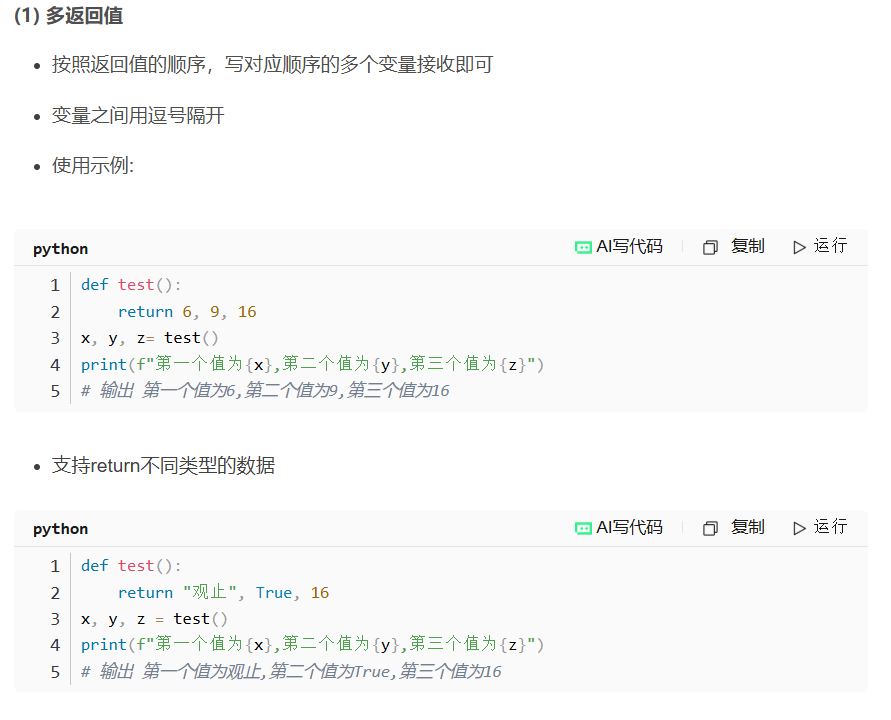 (1) 多返回值
按照返回值的顺序，写对应顺序的多个变量接收即可
变量之间用逗号隔开
使用示例:
python AI写代码 复制 运行
1 def test():
2     return 6, 9, 16
3 x, y, z= test()
4 print(f"第一个值为{x},第二个值为{y},第三个值为{z}")
5 # 输出 第一个值为6,第二个值为9,第三个值为16
支持return不同类型的数据
python AI写代码 复制 运行
1 def test():
2     return "观止", True, 16
3 x, y, z = test()
4 print(f"第一个值为{x},第二个值为{y},第三个值为{z}")
5 # 输出 第一个值为观止,第二个值为True,第三个值为16